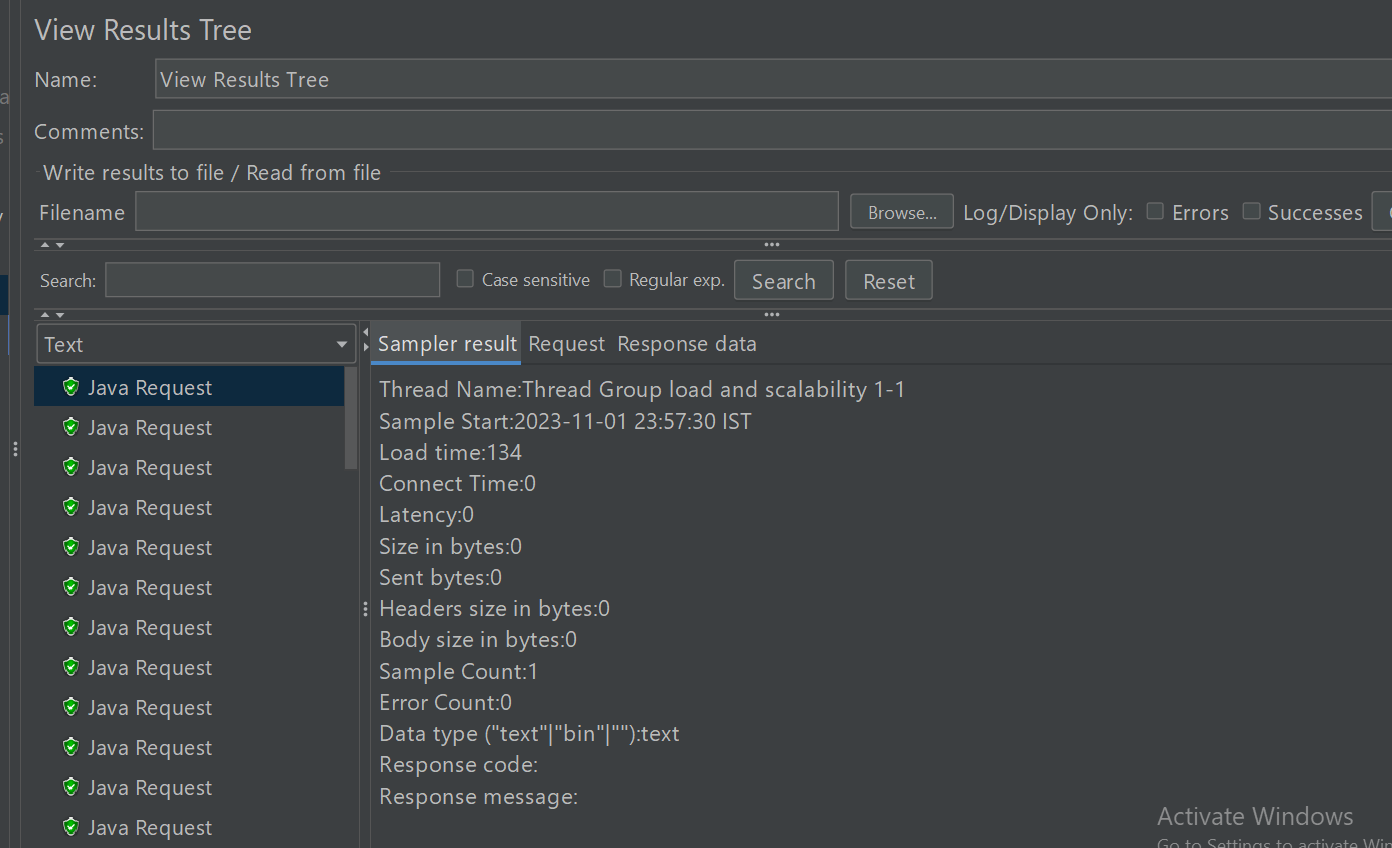 View Results Tree
Name: View Results Tree
Comments:
Write results to file / Read from file
Filename Browse... Log/Display Only: Errors Successes
Search: Case sensitive Regular exp. Search Reset
Text
Sampler result Request Response data
Java Request
Java Request
Java Request
Java Request
Java Request
Java Request
Java Request
Java Request
Java Request
Java Request
Java Request
Java Request
Thread Name:Thread Group load and scalability 1-1
Sample Start:2023-11-01 23:57:30 IST
Load time:134
Connect Time:0
Latency:0
Size in bytes:0
Sent bytes:0
Headers size in bytes:0
Body size in bytes:0
Sample Count:1
Error Count:0
Data type ("text"|"bin"|""):text
Response code:
Response message:
Activate Windows
Go to Settings to activate Win